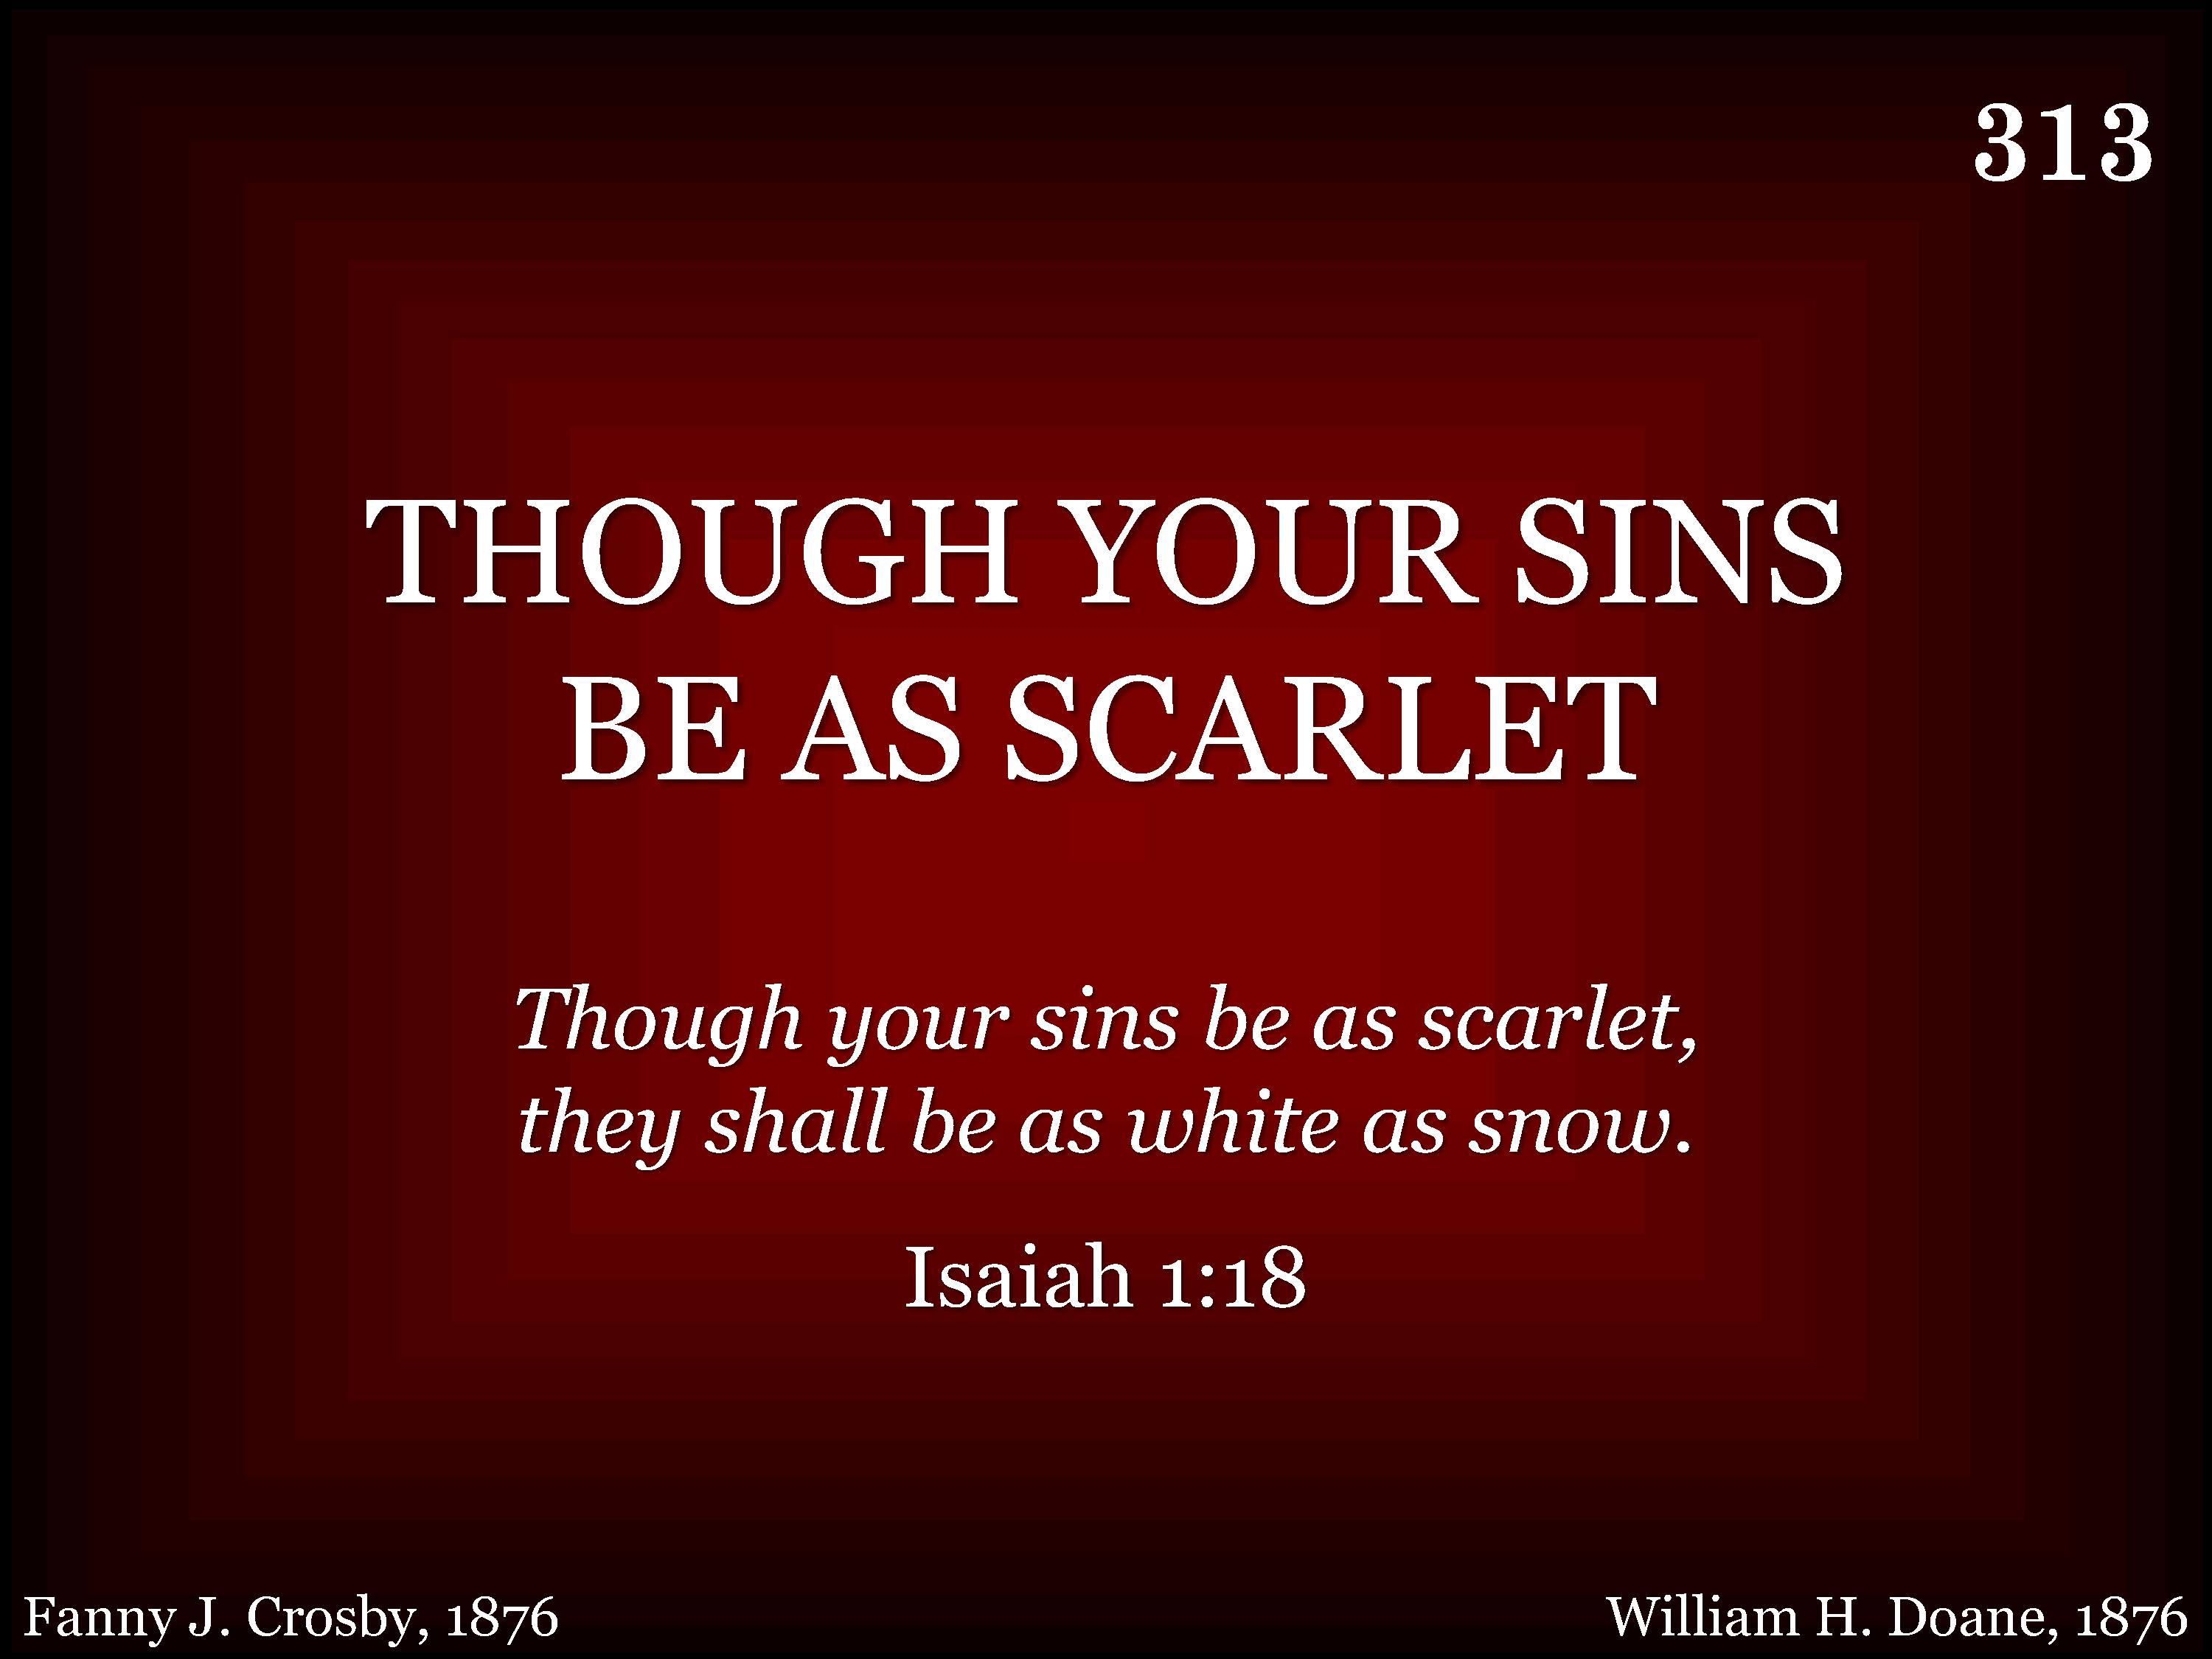 313
THOUGH YOUR SINS
BE AS SCARLET
Though your sins be as scarlet,
they shall be as white as snow.
Isaiah 1:18
Fanny J. Crosby, 1876
William H. Doane, 1876